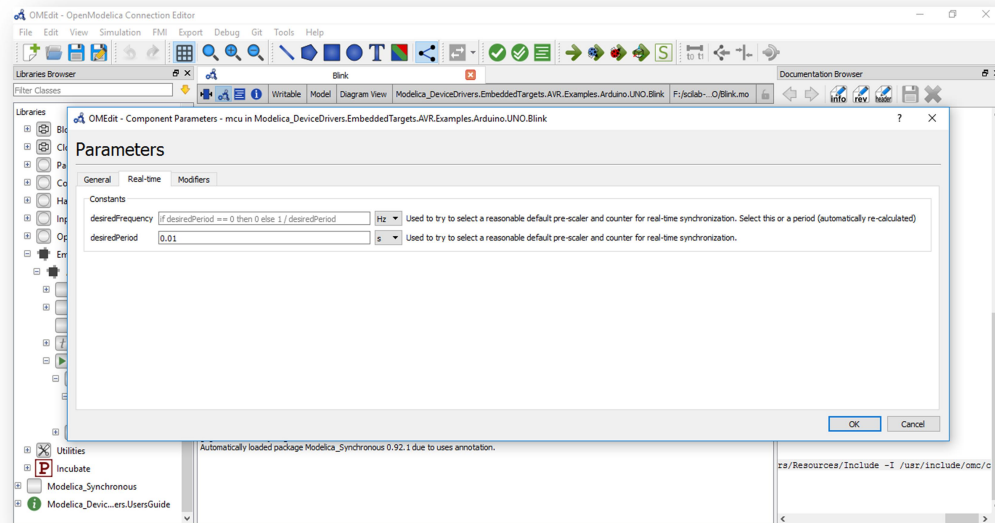 OMEdit - OpenModelica Connection Editor
File Edit View Simulation FMI Export Debug Git Tools Help
Libraries Browser
Blink
Documentation Browser
Filter Classes
Writable Model Diagram View Modelica_DeviceDrivers.EmbeddedTargets.AVR.Examples.Arduino.UNO.Blink F:/scilab-...O/Blink.mo
info rev header
Libraries
OMEdit - Component Parameters - mcu in Modelica_DeviceDrivers.EmbeddedTargets.AVR.Examples.Arduino.UNO.Blink
Parameters
General Real-time Modifiers
Constants
desiredFrequency if desiredPeriod == 0 then 0 else 1 / desiredPeriod Hz Used to try to select a reasonable default pre-scaler and counter for real-time synchronization. Select this or a period (automatically re-calculated)
desiredPeriod 0.01 s Used to try to select a reasonable default pre-scaler and counter for real-time synchronization.
OK Cancel
Automatically loaded package Modelica_Synchronous 0.92.1 due to uses annotation.
Utilities
rs/Resources/Include -I /usr/include/omc/c
Incubate
Modelica_Synchronous
Modelica_Devic...ers.UsersGuide